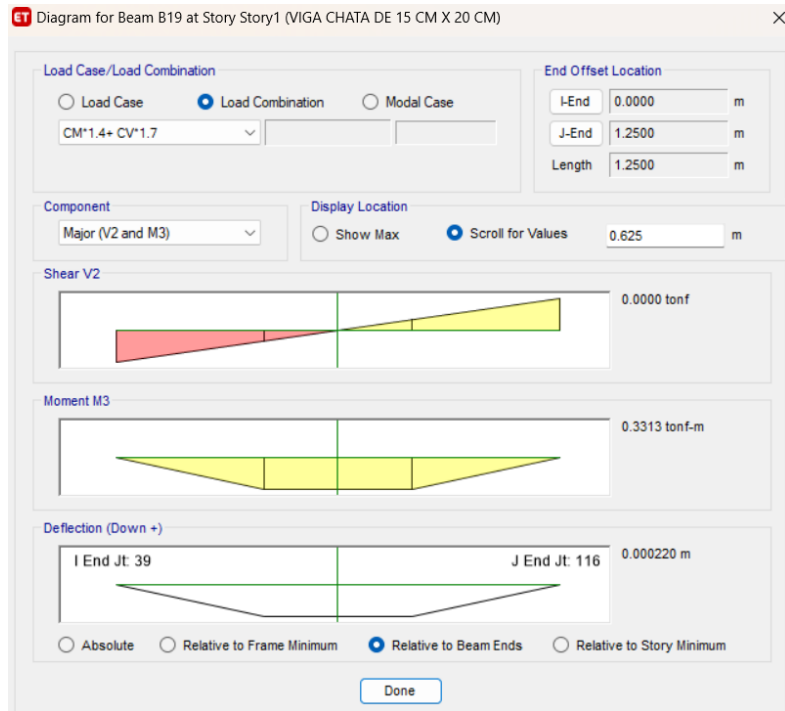 ET Diagram for Beam B19 at Story Story1 (VIGA CHATA DE 15 CM X 20 CM)
Load Case/Load Combination
Load Case Load Combination Modal Case
CM*1.4+ CV*1.7
End Offset Location
I-End 0.0000 m
J-End 1.2500 m
Length 1.2500 m
Component
Major (V2 and M3)
Display Location
Show Max Scroll for Values 0.625 m
Shear V2
0.0000 tonf
Moment M3
0.3313 tonf-m
Deflection (Down +)
I End Jt: 39 J End Jt: 116 0.000220 m
Absolute Relative to Frame Minimum Relative to Beam Ends Relative to Story Minimum
Done